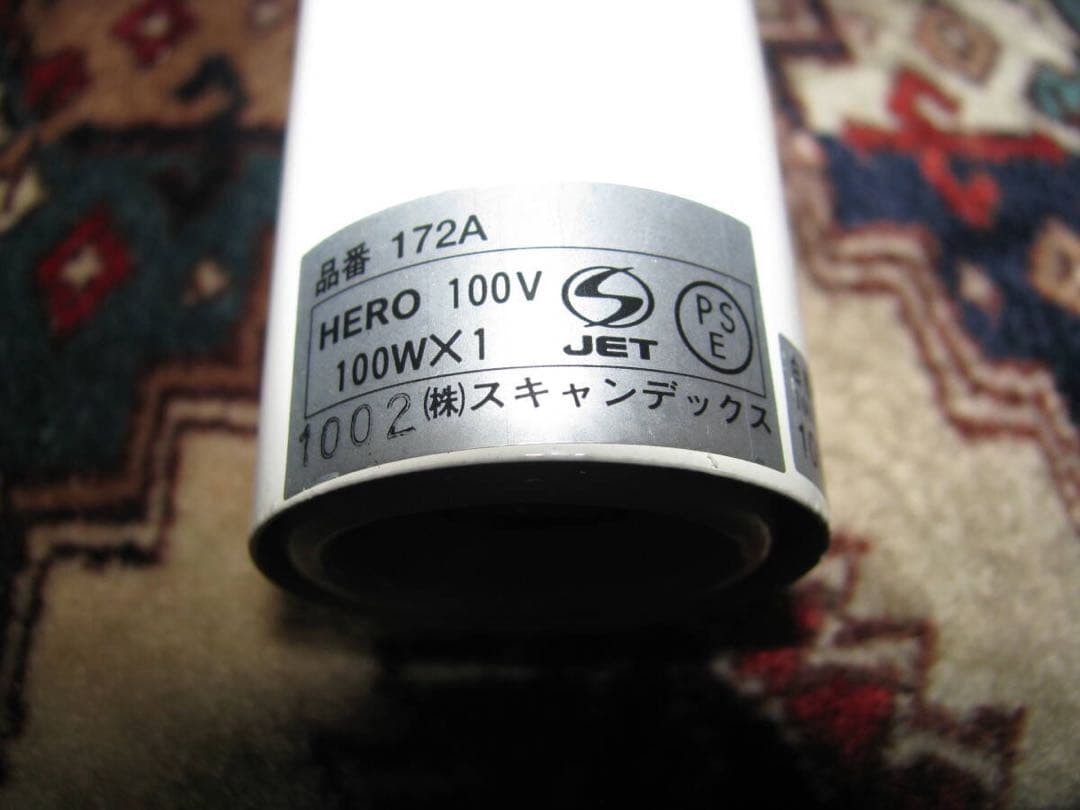 品番 172A
HERO 100V
100W×1
S JET
PSE
1002 (株)スキャンデックス
10